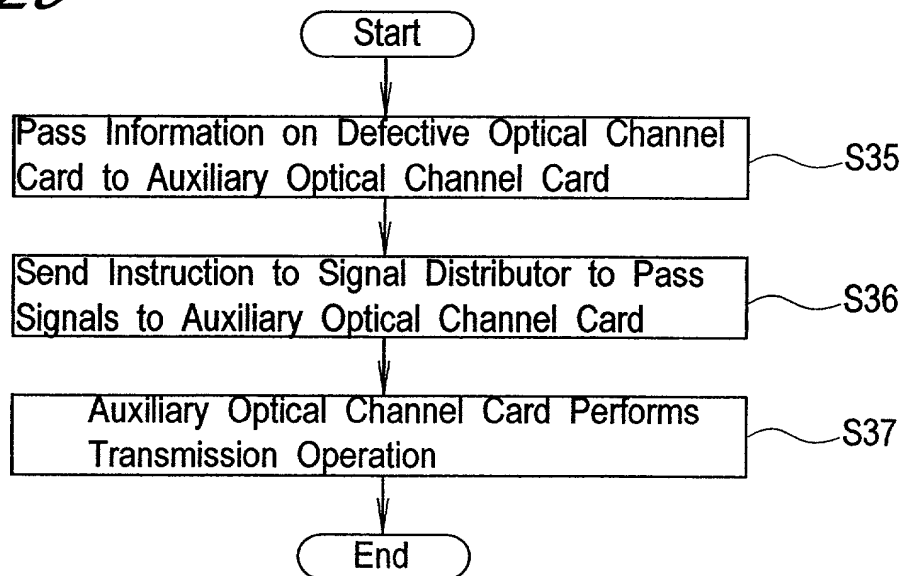 Start
Pass Information on Defective Optical Channel
Card to Auxiliary Optical Channel Card
S35
Send Instruction to Signal Distributor to Pass
Signals to Auxiliary Optical Channel Card
S36
Auxiliary Optical Channel Card Performs
Transmission Operation
S37
End